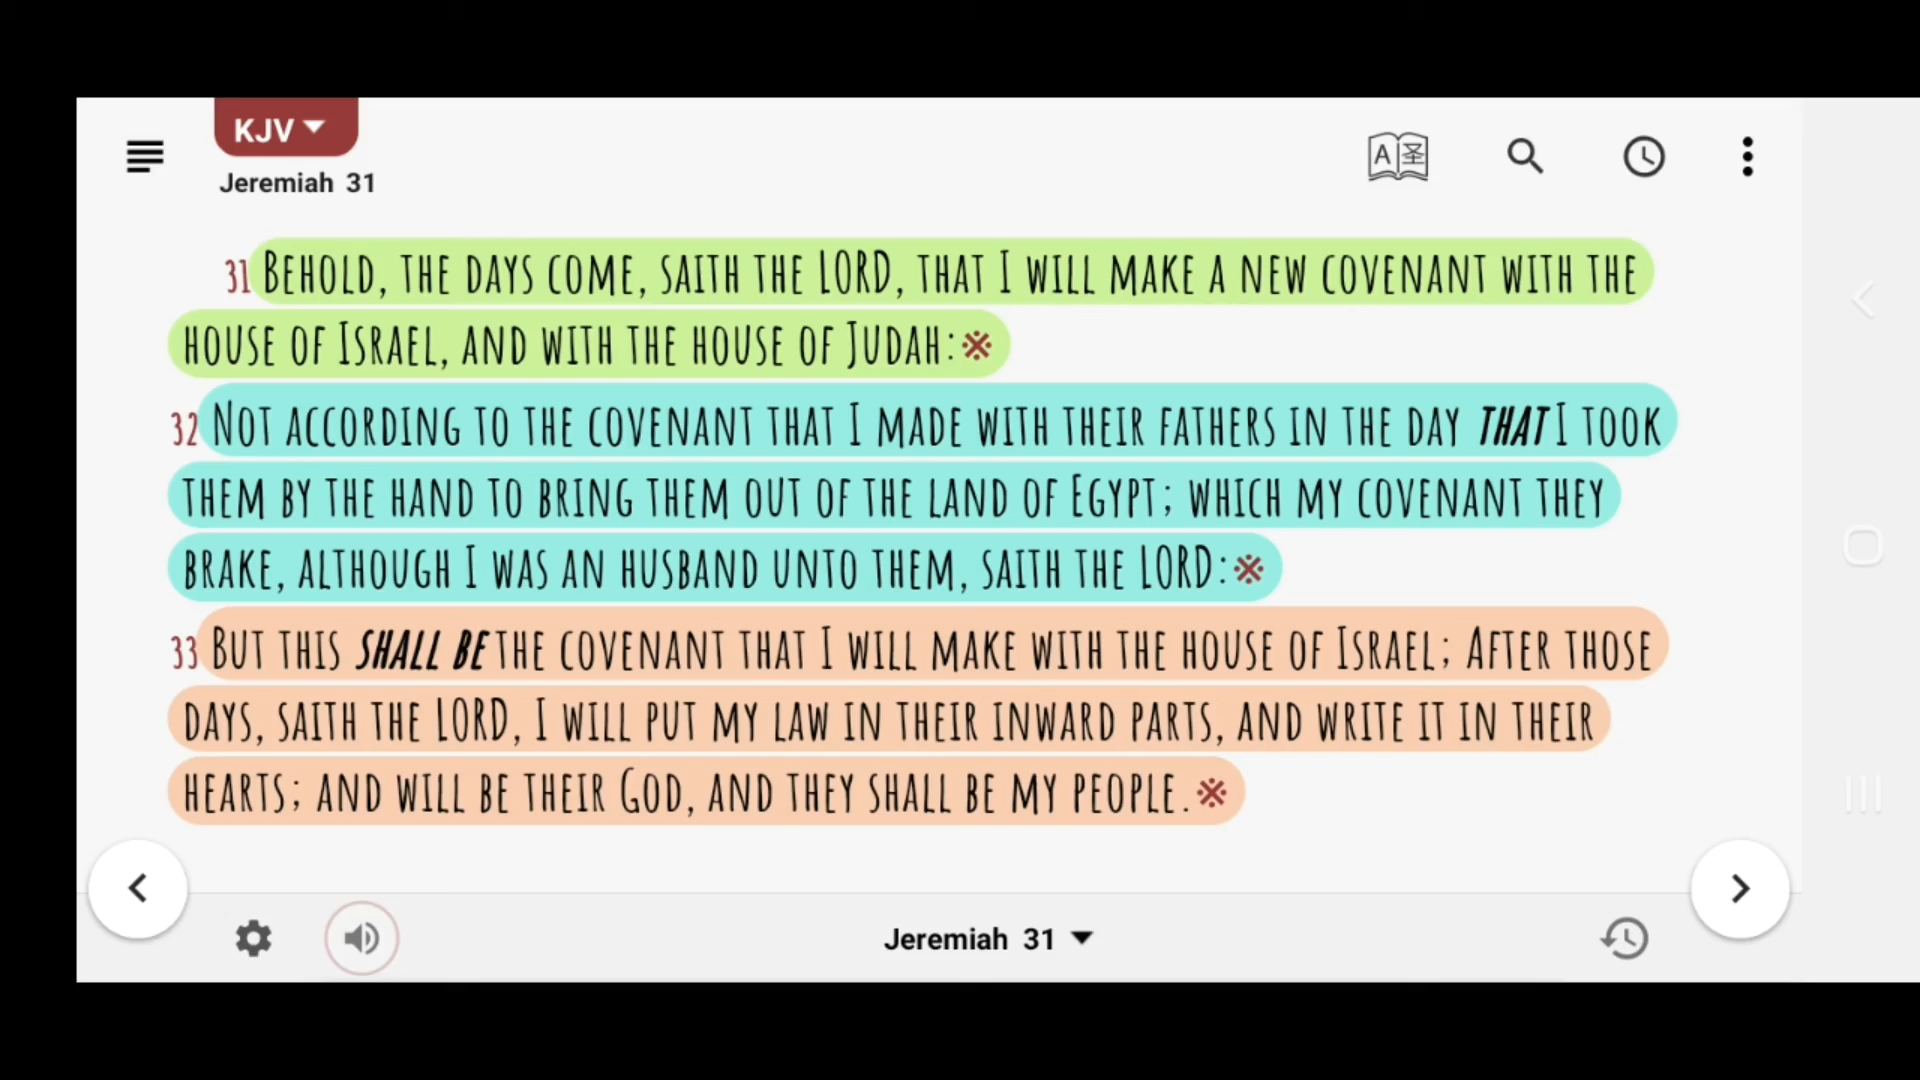 KJV
Jeremiah 31
A 圣
31 Behold, the days come, saith the LORD, that I will make a new covenant with the
house of Israel, and with the house of Judah:※
32 Not according to the covenant that I made with their fathers in the day that I took
them by the hand to bring them out of the land of Egypt; which my covenant they
brake, although I was an husband unto them, saith the LORD:※
33 But this shall be the covenant that I will make with the house of Israel; After those
days, saith the LORD, I will put my law in their inward parts, and write it in their
hearts; and will be their God, and they shall be my people.※
Jeremiah 31